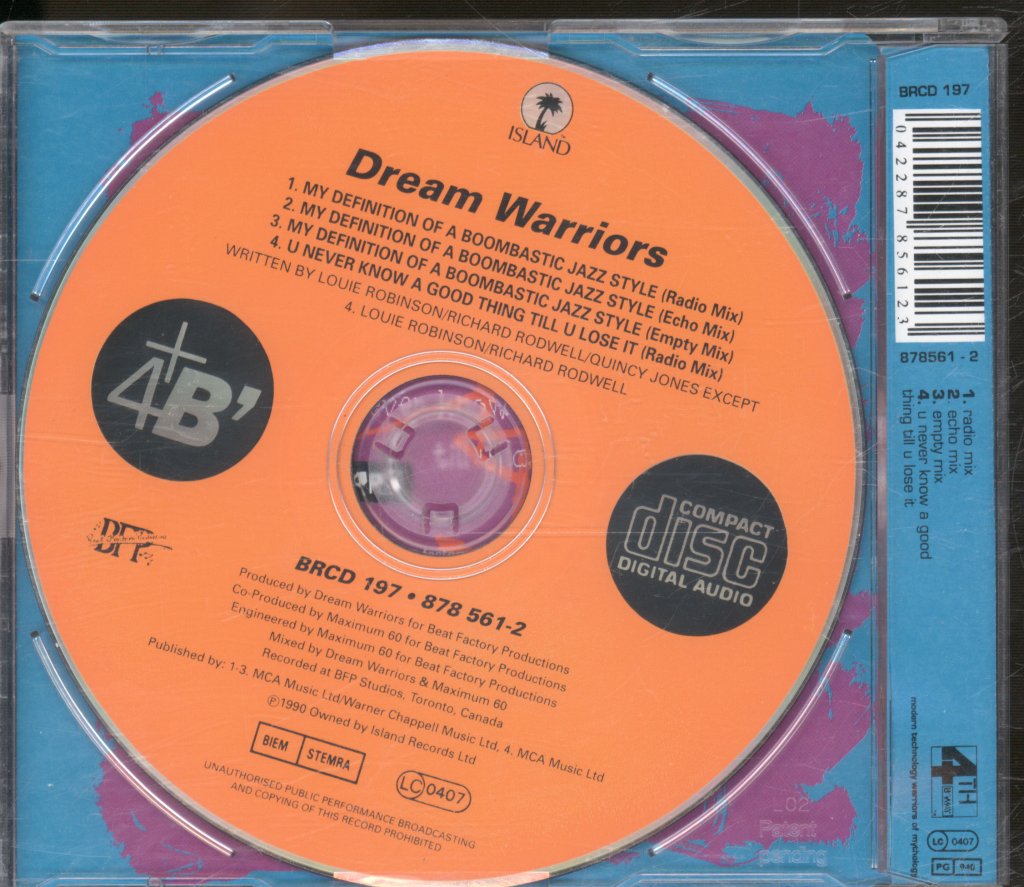 ISLAND
Dream Warriors
1. MY DEFINITION OF A BOOMBASTIC JAZZ STYLE (Radio Mix)
2. MY DEFINITION OF A BOOMBASTIC JAZZ STYLE (Echo Mix)
3. MY DEFINITION OF A BOOMBASTIC JAZZ STYLE (Empty Mix)
4. U NEVER KNOW A GOOD THING TILL U LOSE IT (Radio Mix)
WRITTEN BY LOUIE ROBINSON/RICHARD RODWELL/QUINCY JONES EXCEPT
4. LOUIE ROBINSON/RICHARD RODWELL
4+B'
COMPACT
disc
DIGITAL AUDIO
BFP
BRCD 197 • 878 561-2
Produced by Dream Warriors for Beat Factory Productions
Co-Produced by Maximum 60 for Beat Factory Productions
Engineered by Maximum 60 for Beat Factory Productions
Mixed by Dream Warriors & Maximum 60
Recorded at BFP Studios, Toronto, Canada
Published by: 1-3. MCA Music Ltd/Warner Chappell Music Ltd. 4. MCA Music Ltd
℗1990 Owned by Island Records Ltd
BIEM STEMRA
LC 0407
UNAUTHORISED PUBLIC PERFORMANCE BROADCASTING
AND COPYING OF THIS RECORD PROHIBITED
_02
Patent
pending
BRCD 197
042287 856123
878561 - 2
1. radio mix
2. echo mix
3. empty mix
4. u never know a good
thing till u lose it
modern technology warriors of mythology
4TH
B'WAY
LC 0407
PG